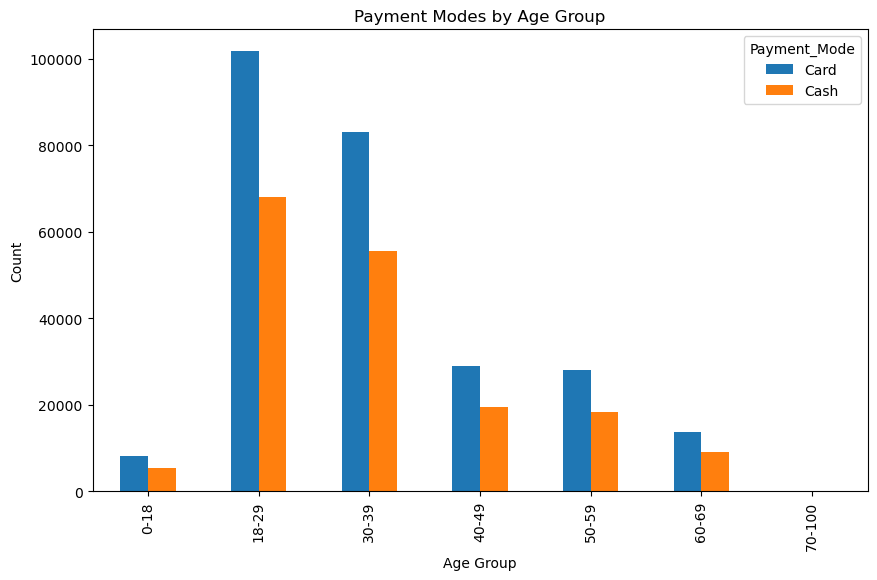 Payment Modes by Age Group
Payment_Mode
Card
Cash
100000
80000
60000
40000
20000
0
Count
0-18
18-29
30-39
40-49
50-59
60-69
70-100
Age Group